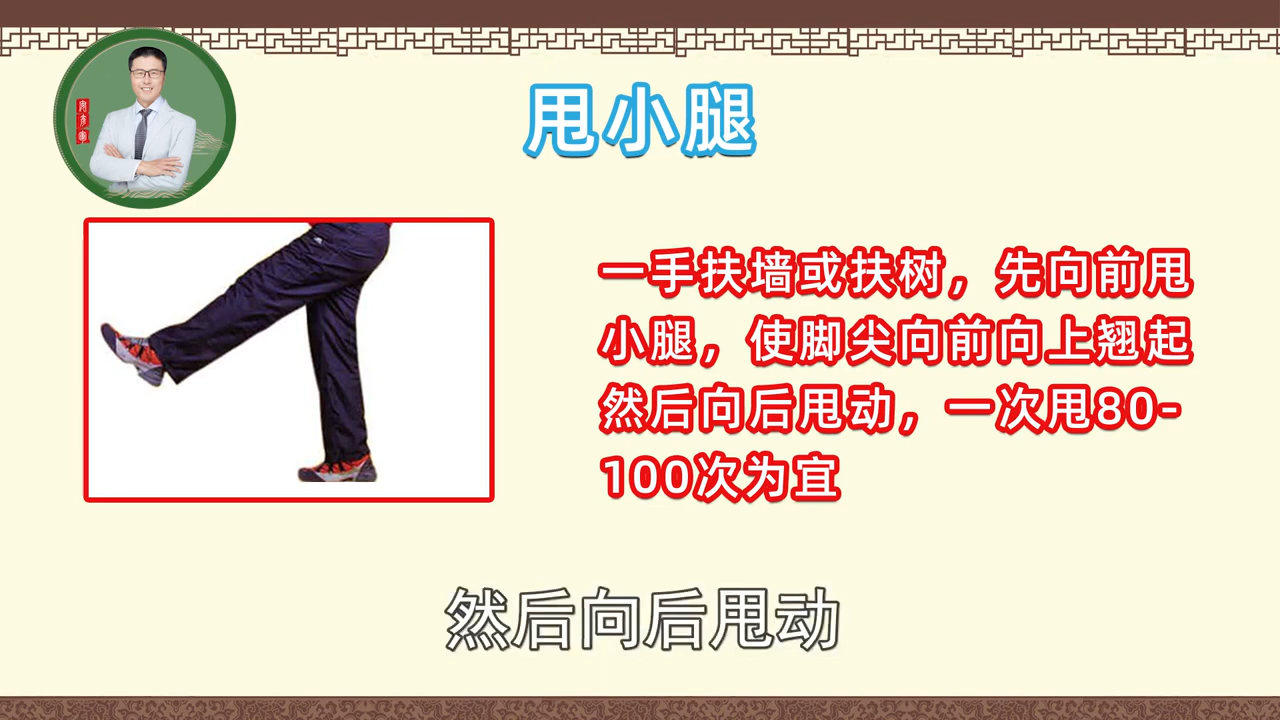 甩小腿
一手扶墙或扶树，先向前甩
小腿，使脚尖向前向上翘起
然后向后甩动，一次甩80-
100次为宜
然后向后甩动